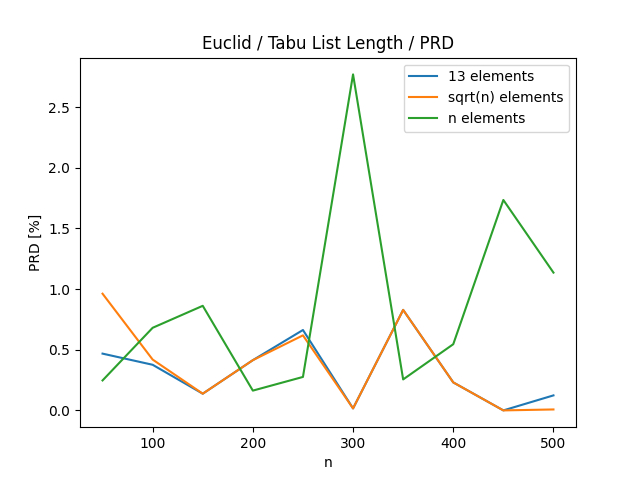 Euclid / Tabu List Length / PRD
13 elements
sqrt(n) elements
n elements
PRD [%]
2.5
2.0
1.5
1.0
0.5
0.0
100 200 300 400 500
n